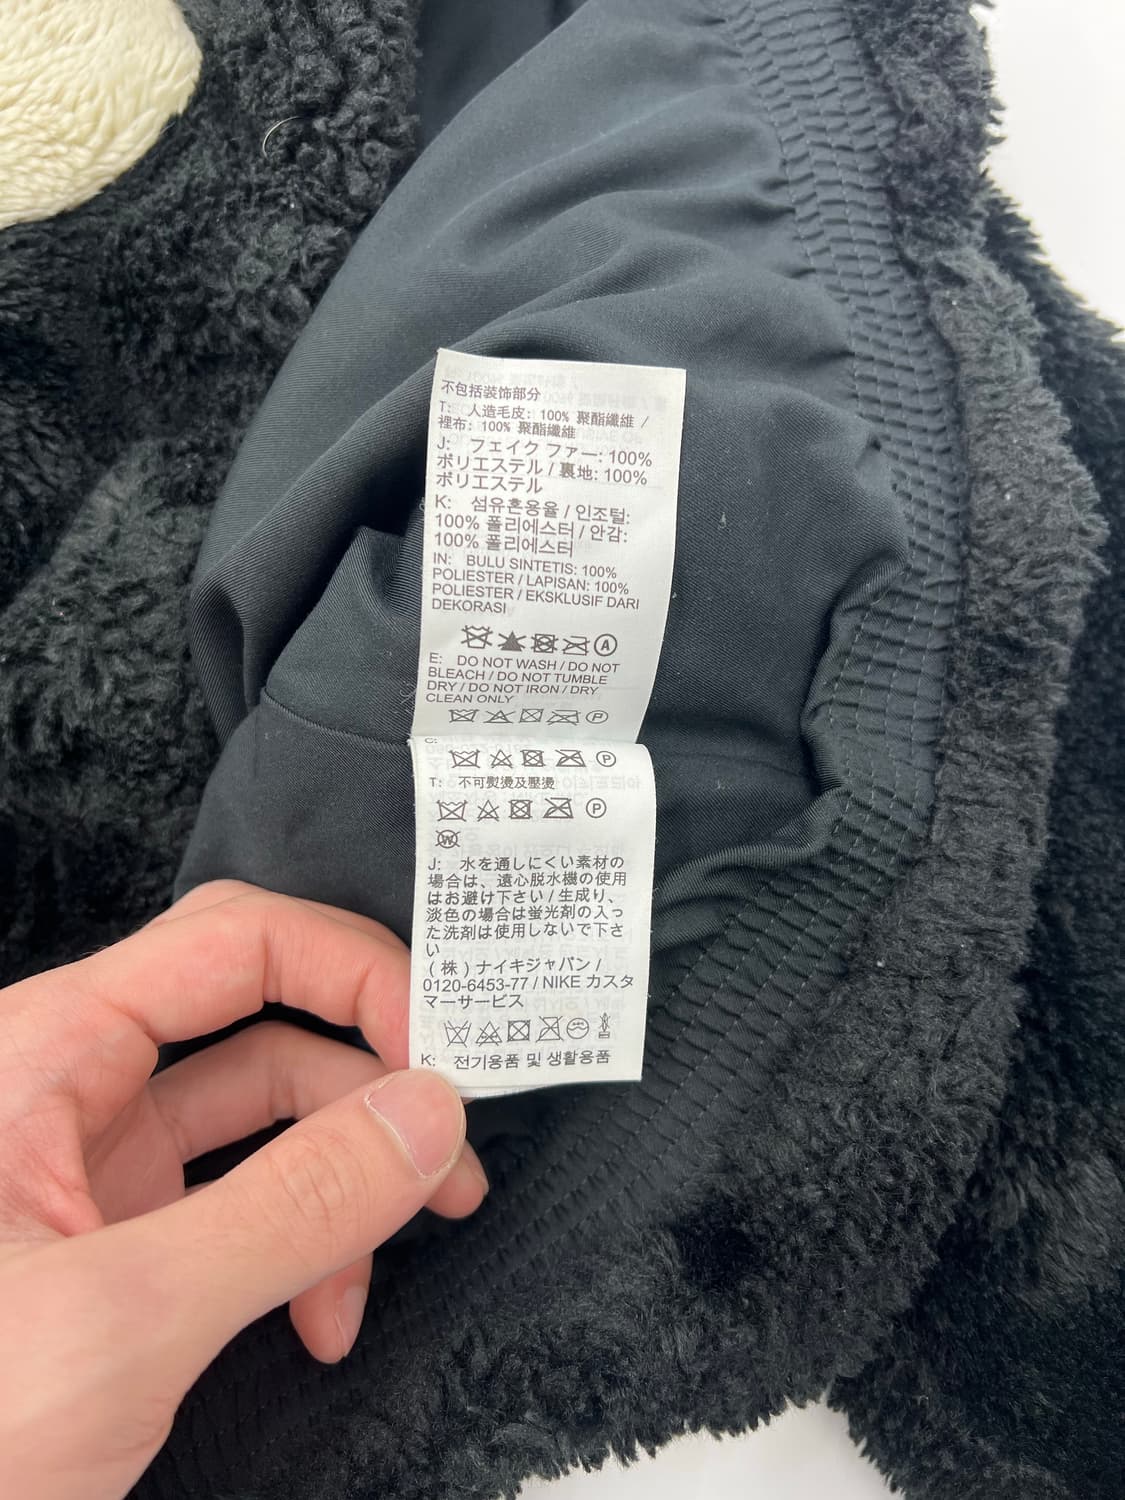 不包括装饰部分
T: 人造毛皮: 100% 聚酯纖維 /
裡布: 100% 聚酯纖維
J: フェイク ファー: 100%
ポリエステル / 裏地: 100%
ポリエステル
K: 섬유혼용율 / 인조털:
100% 폴리에스터 / 안감:
100% 폴리에스터
IN: BULU SINTETIS: 100%
POLIESTER / LAPISAN: 100%
POLIESTER / EKSKLUSIF DARI
DEKORASI
A
E: DO NOT WASH / DO NOT
BLEACH / DO NOT TUMBLE
DRY / DO NOT IRON / DRY
CLEAN ONLY
P
C:
P
T: 不可熨燙及壓燙
P
W
J: 水を通しにくい素材の
場合は、遠心脱水機の使用
はお避け下さい / 生成り、
淡色の場合は蛍光剤の入っ
た洗剤は使用しないで下さ
い
(株) ナイキジャパン /
0120-6453-77 / NIKE カスタ
マーサービス
K: 전기용품 및 생활용품